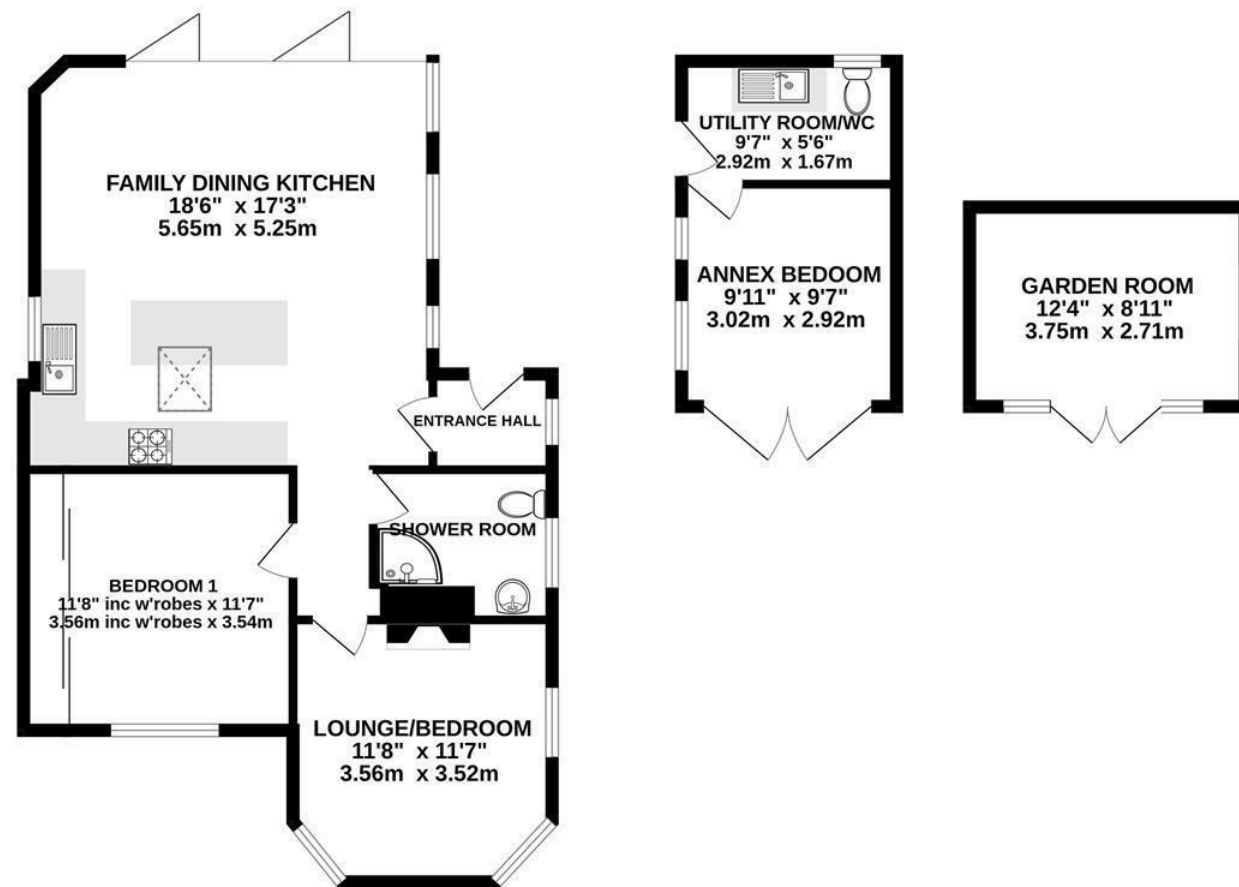 FAMILY DINING KITCHEN
18'6" x 17'3"
5.65m x 5.25m
ENTRANCE HALL
SHOWER ROOM
BEDROOM 1
11'8" inc w'robes x 11'7"
3.56m inc w'robes x 3.54m
LOUNGE/BEDROOM
11'8" x 11'7"
3.56m x 3.52m
UTILITY ROOM/WC
9'7" x 5'6"
2.92m x 1.67m
ANNEX BEDOOM
9'11" x 9'7"
3.02m x 2.92m
GARDEN ROOM
12'4" x 8'11"
3.75m x 2.71m